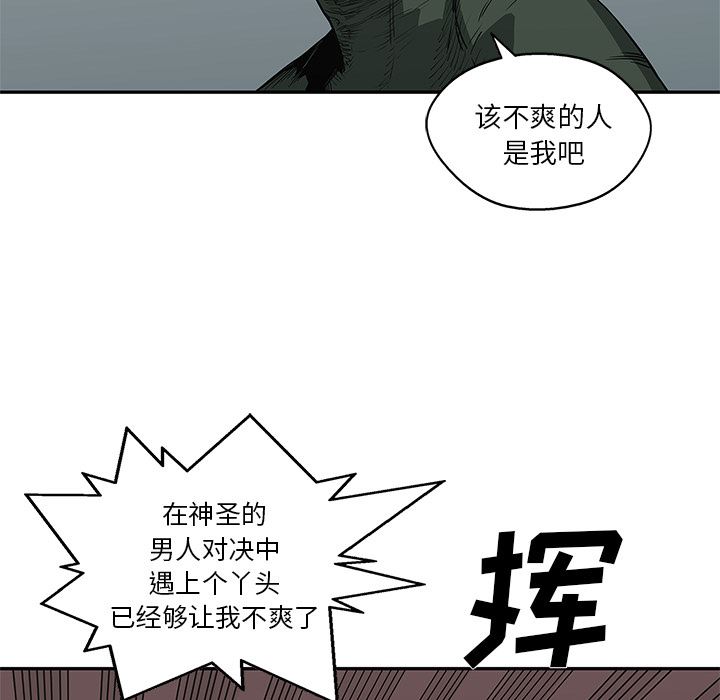 该不爽的人
是我吧
在神圣的
男人对决中
遇上个丫头
已经够让我不爽了
挥